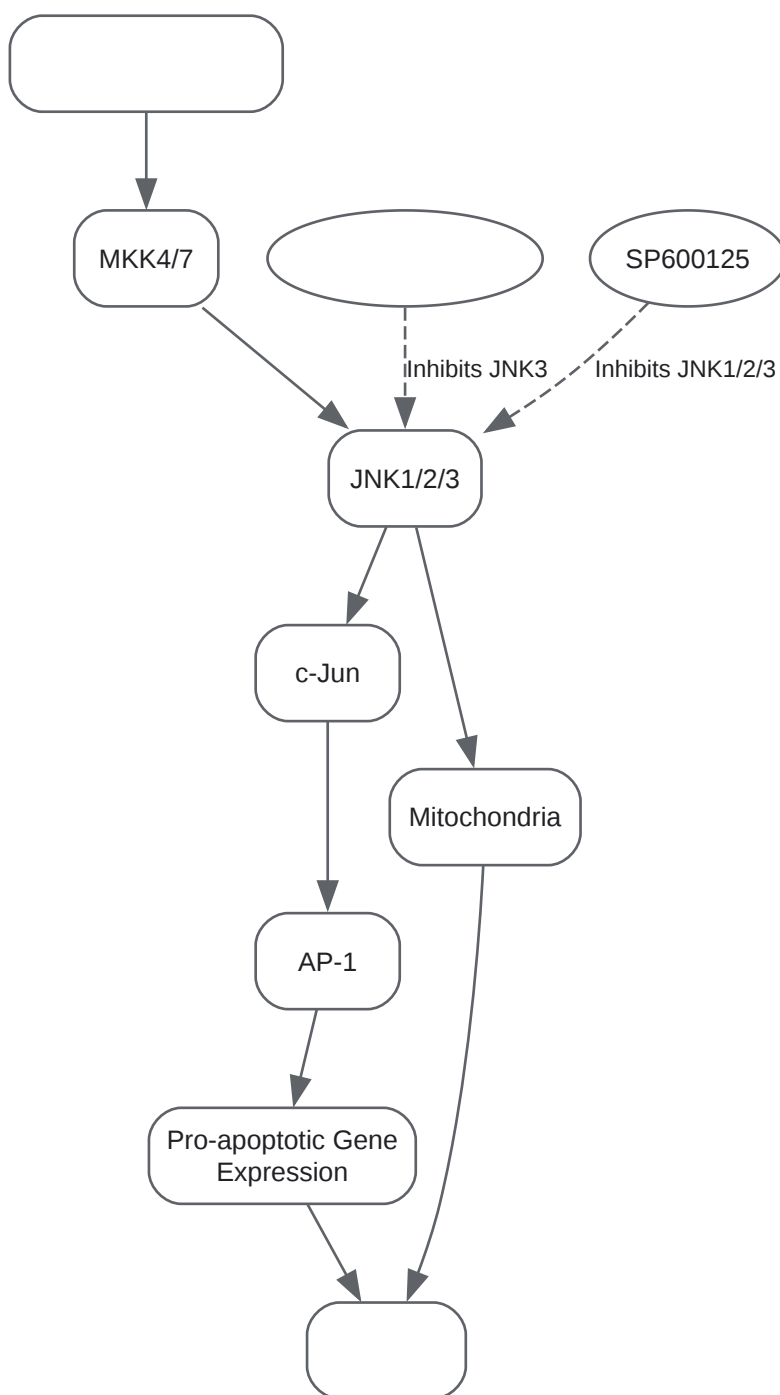 MKK4/7
SP600125
Inhibits JNK3
Inhibits JNK1/2/3
JNK1/2/3
c-Jun
Mitochondria
AP-1
Pro-apoptotic Gene
Expression